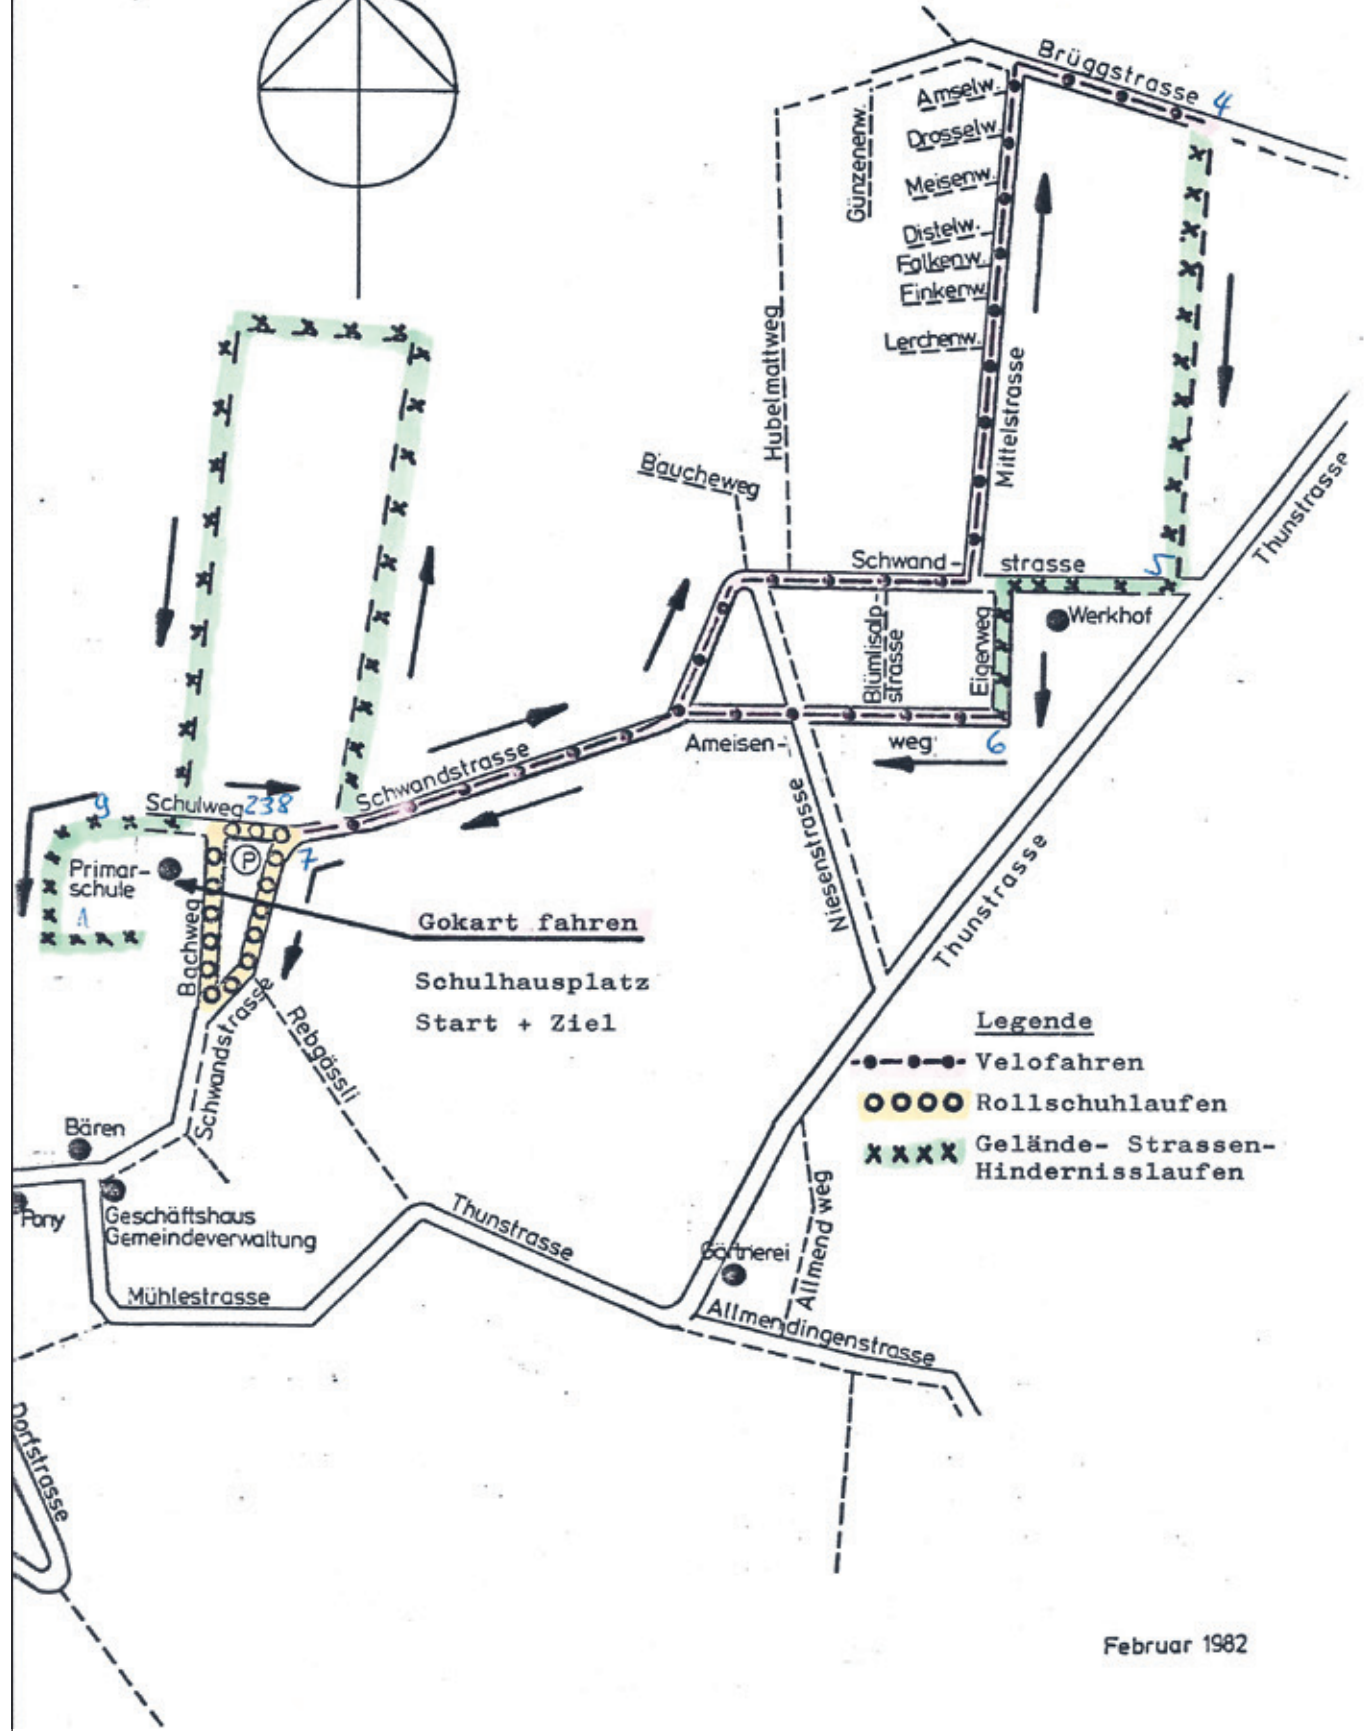 Brüggstrasse
4
Amselw.
Drosselw.
Meisenw.
Distelw.
Falkenw.
Finkenw.
Lerchenw.
Günzenenw.
Hubelmattweg
Mittelstrasse
Thunstrasse
Baucheweg
Schwand-
strasse
5
Werkhof
Blümlisalp-
strasse
Eigerweg
Ameisen-
weg
6
Schwandstrasse
Niesenstrasse
Thunstrasse
9
Schulweg
2 3 8
P
7
Primar-
schule
1
Bachweg
Gokart fahren
Schulhausplatz
Start + Ziel
Schwandstrasse
Rebgässli
Legende
Velofahren
Rollschuhlaufen
Gelände- Strassen-
Hindernisslaufen
Bären
Pony
Geschäftshaus
Gemeindeverwaltung
Thunstrasse
Gärtnerei
Allmendweg
Mühlestrasse
Allmendingenstrasse
Dorfstrasse
Februar 1982